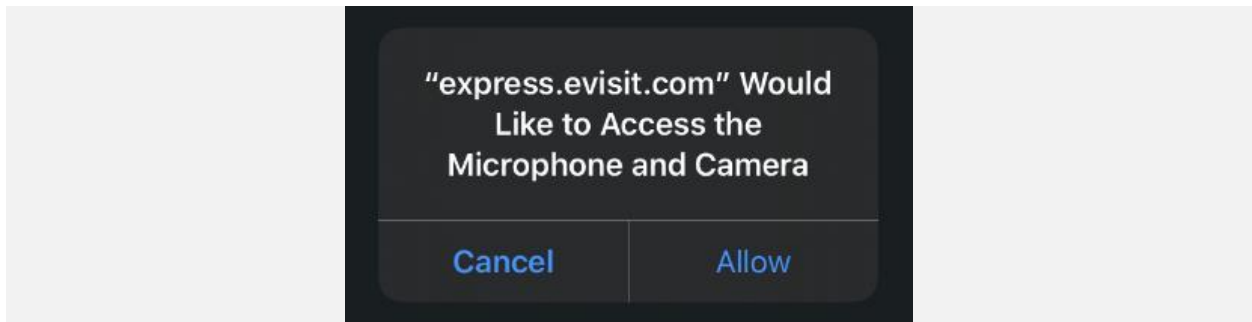 “express.evisit.com” Would
Like to Access the
Microphone and Camera
Cancel
Allow